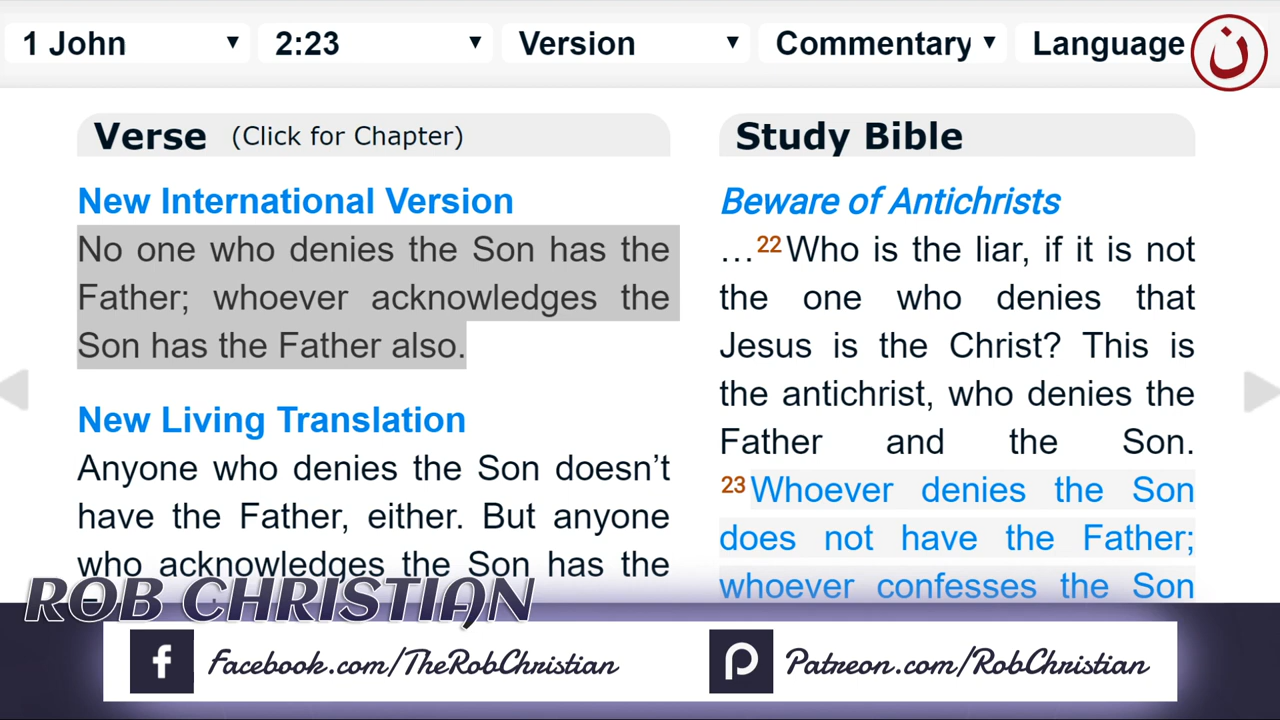 1 John ▼ 2:23 ▼ Version ▼ Commentary ▼ Language
ن
Verse (Click for Chapter)
New International Version
No one who denies the Son has the
Father; whoever acknowledges the
Son has the Father also.
New Living Translation
Anyone who denies the Son doesn’t
have the Father, either. But anyone
who acknowledges the Son has the
Study Bible
Beware of Antichrists
…22 Who is the liar, if it is not
the one who denies that
Jesus is the Christ? This is
the antichrist, who denies the
Father and the Son.
23 Whoever denies the Son
does not have the Father;
whoever confesses the Son
ROB CHRISTIAN
f Facebook.com/TheRobChristian
Patreon.com/RobChristian